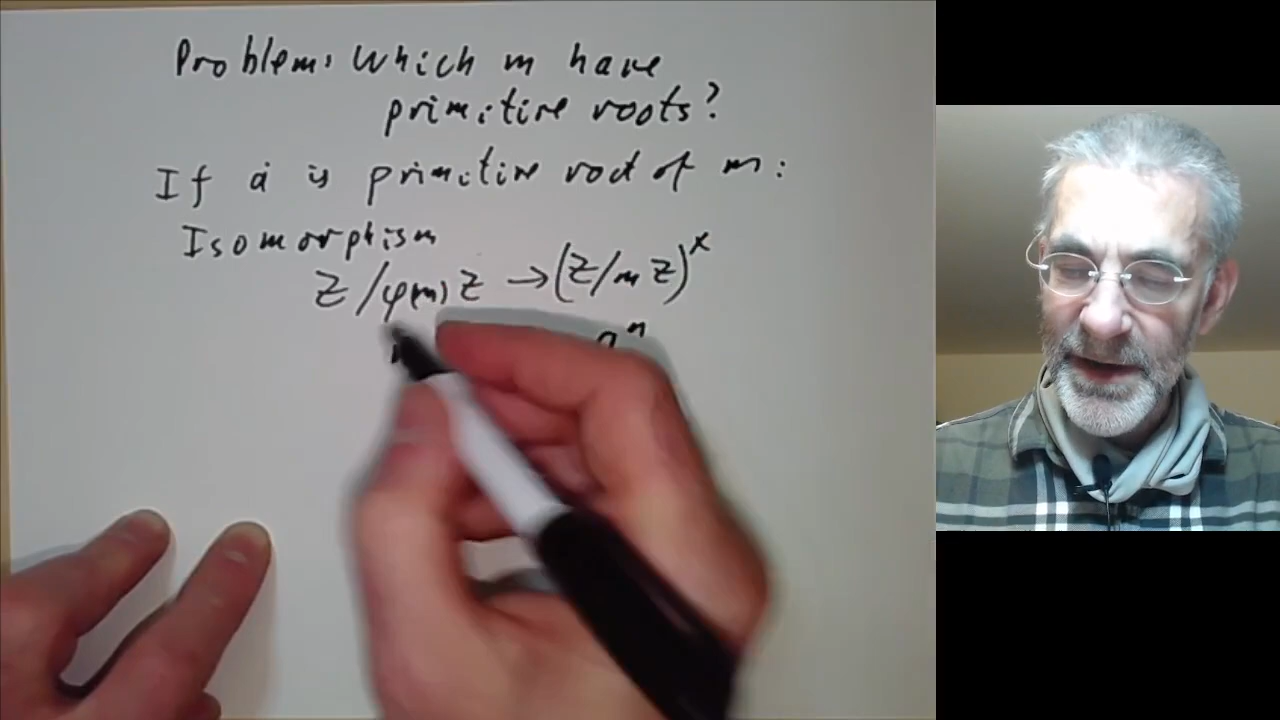 Problem: Which m have
primitive roots?
If a is primitive root of m:
Isomorphism
Z/φ(m)Z → (Z/mZ)^x
a^n